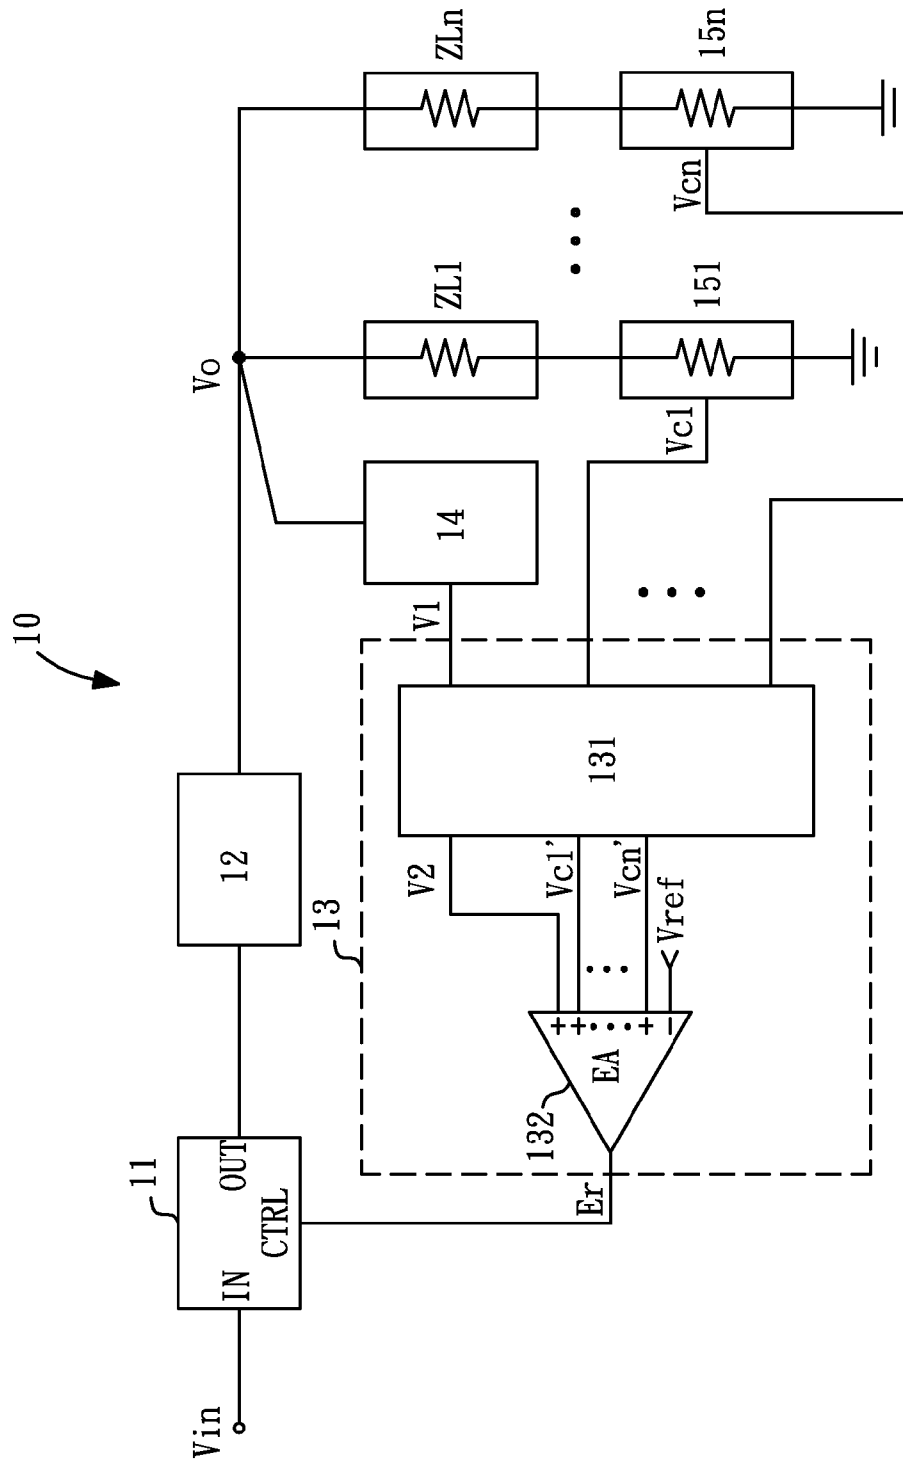 10
Vin
11
IN
OUT
CTRL
12
Vo
13
Er
132
EA
+
+
+
−
V2
Vc1'
Vcn'
Vref
131
V1
14
Vc1
ZL1
151
Vcn
ZLn
15n